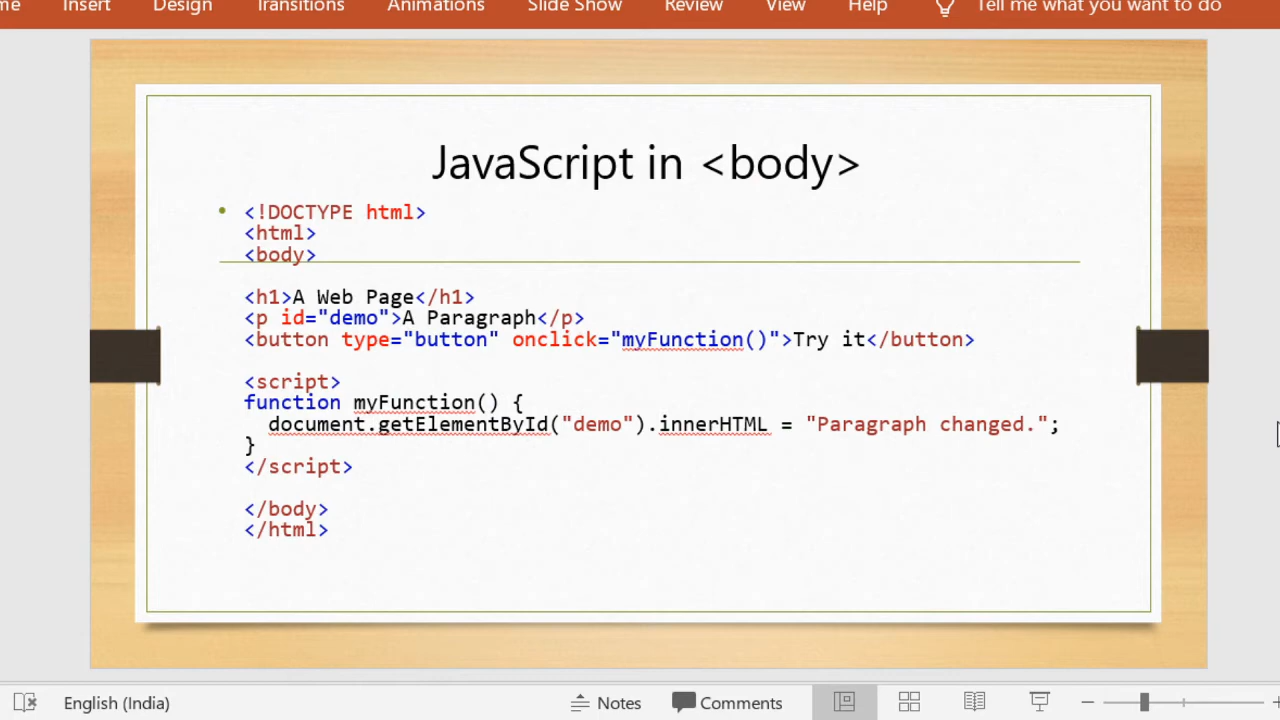 Insert Design Transitions Animations Slide Show Review View Help Tell me what you want to do
JavaScript in <body>
• <!DOCTYPE html>
<html>
<body>
<h1>A Web Page</h1>
<p id="demo">A Paragraph</p>
<button type="button" onclick="myFunction()">Try it</button>
<script>
function myFunction() {
document.getElementById("demo").innerHTML = "Paragraph changed.";
}
</script>
</body>
</html>
English (India) Notes Comments